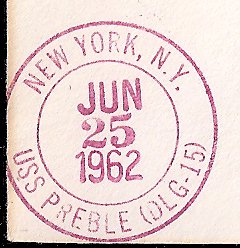 NEW YORK, N.Y.
JUN
25
1962
USS PREBLE (DLG-15)